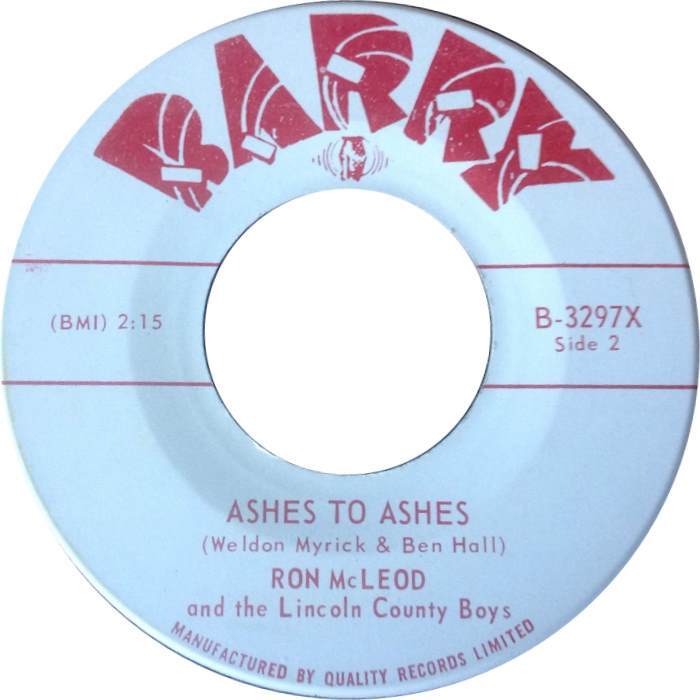 BARRY
(BMI) 2:15
B-3297X
Side 2
ASHES TO ASHES
(Weldon Myrick & Ben Hall)
RON McLEOD
and the Lincoln County Boys
MANUFACTURED BY QUALITY RECORDS LIMITED